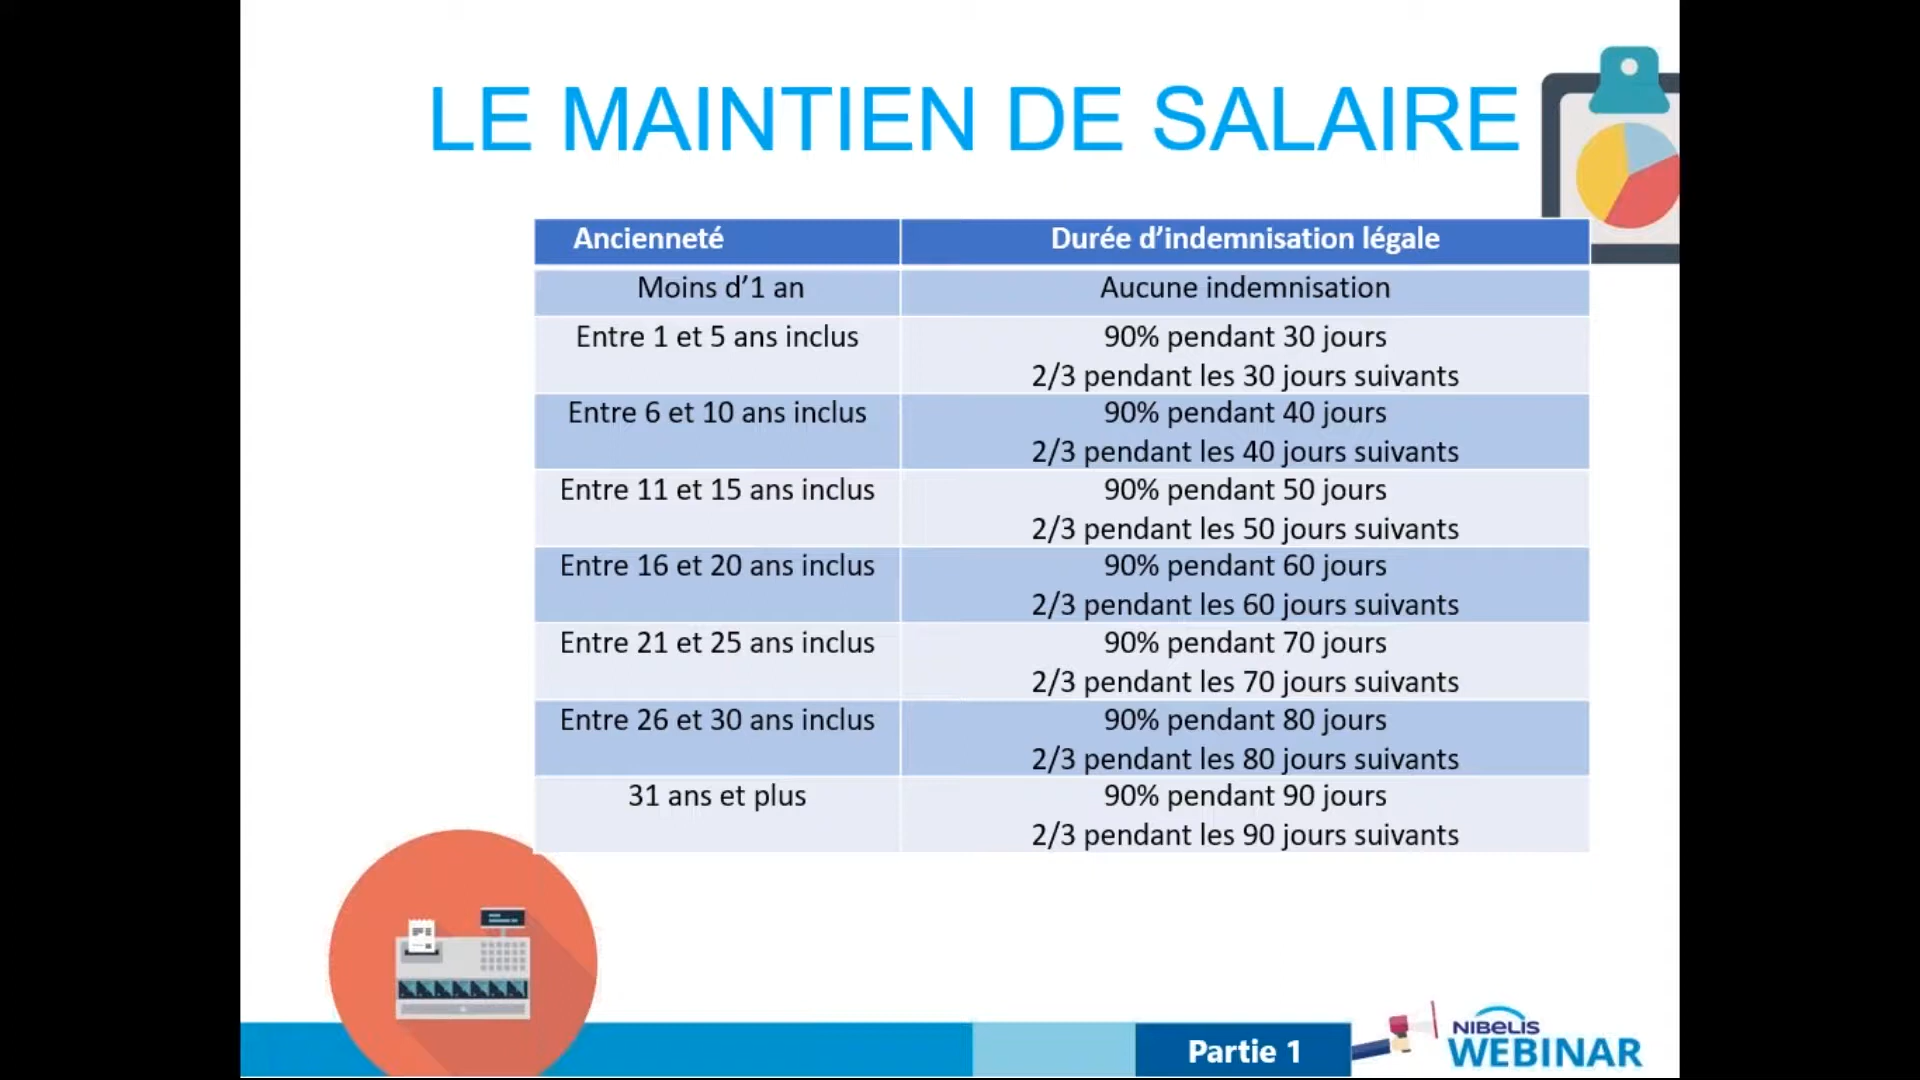 LE MAINTIEN DE SALAIRE
Ancienneté
Durée d’indemnisation légale
Moins d’1 an
Aucune indemnisation
Entre 1 et 5 ans inclus
90% pendant 30 jours
2/3 pendant les 30 jours suivants
Entre 6 et 10 ans inclus
90% pendant 40 jours
2/3 pendant les 40 jours suivants
Entre 11 et 15 ans inclus
90% pendant 50 jours
2/3 pendant les 50 jours suivants
Entre 16 et 20 ans inclus
90% pendant 60 jours
2/3 pendant les 60 jours suivants
Entre 21 et 25 ans inclus
90% pendant 70 jours
2/3 pendant les 70 jours suivants
Entre 26 et 30 ans inclus
90% pendant 80 jours
2/3 pendant les 80 jours suivants
31 ans et plus
90% pendant 90 jours
2/3 pendant les 90 jours suivants
Partie 1
NIBELIS
WEBINAR